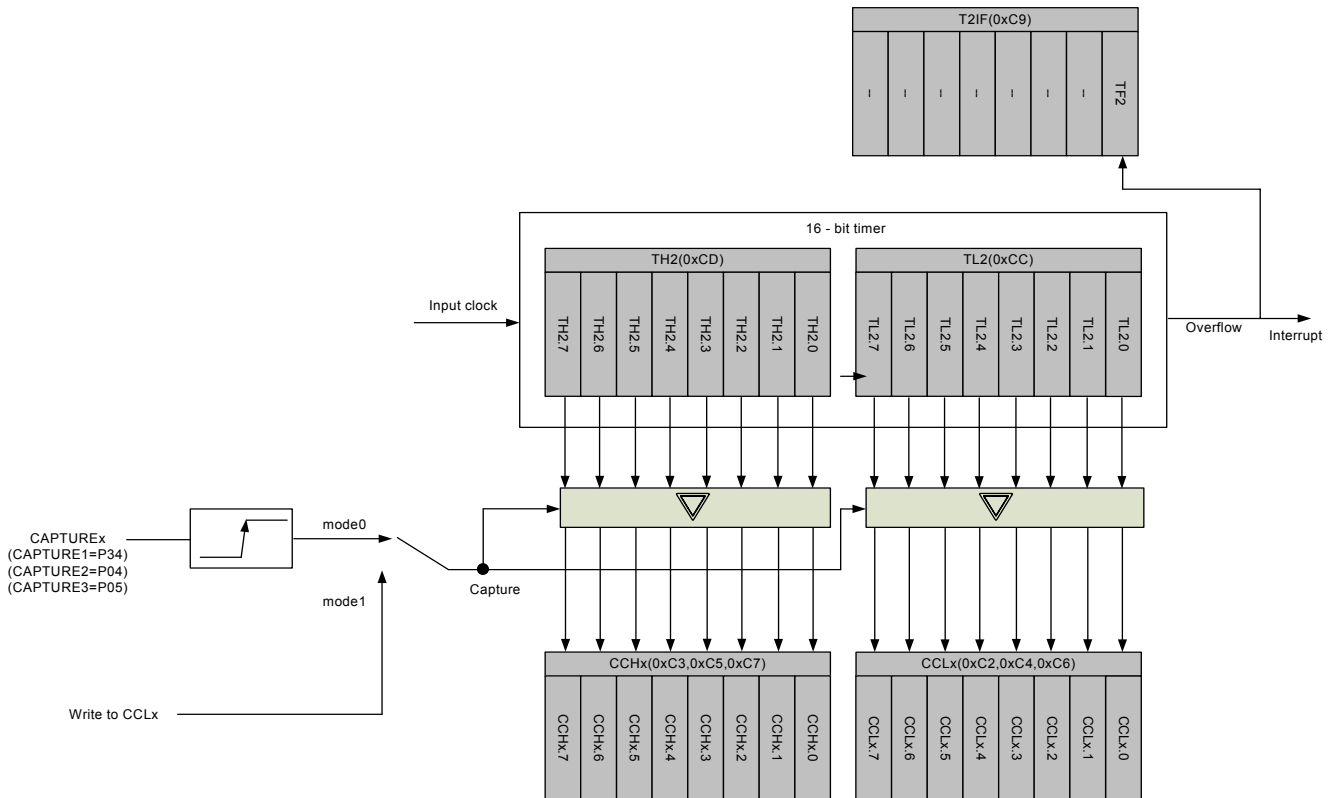 T2IF(0xC9)
-
-
-
-
-
-
-
TF2
16 - bit timer
TH2(0xCD)
TL2(0xCC)
TH2.7
TH2.6
TH2.5
TH2.4
TH2.3
TH2.2
TH2.1
TH2.0
TL2.7
TL2.6
TL2.5
TL2.4
TL2.3
TL2.2
TL2.1
TL2.0
Input clock
Overflow
Interrupt
CAPTUREx
(CAPTURE1=P34)
(CAPTURE2=P04)
(CAPTURE3=P05)
mode0
mode1
Capture
Write to CCLx
CCHx(0xC3,0xC5,0xC7)
CCLx(0xC2,0xC4,0xC6)
CCHx.7
CCHx.6
CCHx.5
CCHx.4
CCHx.3
CCHx.2
CCHx.1
CCHx.0
CCLx.7
CCLx.6
CCLx.5
CCLx.4
CCLx.3
CCLx.2
CCLx.1
CCLx.0